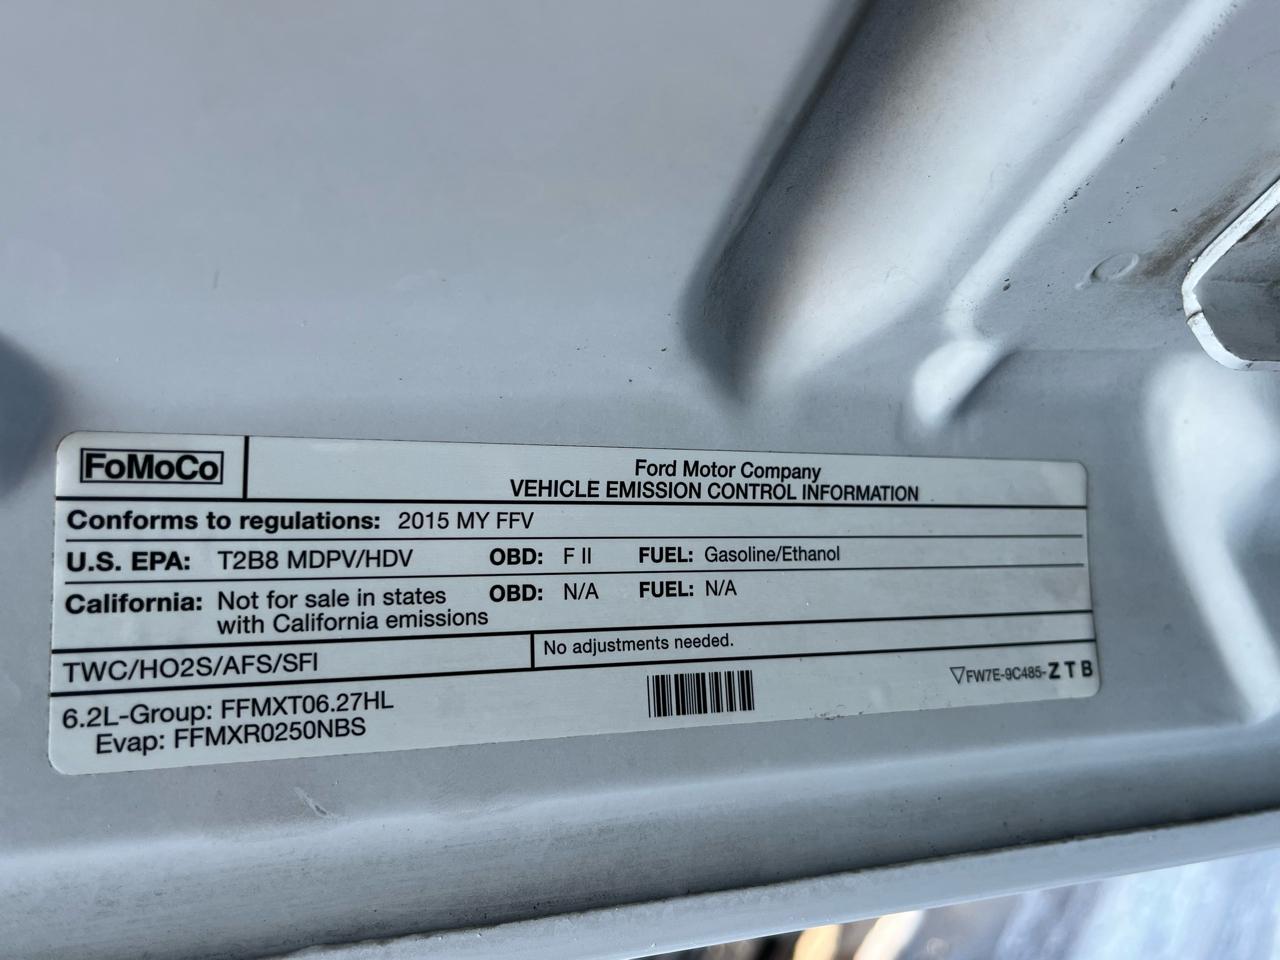 FoMoCo
Ford Motor Company
VEHICLE EMISSION CONTROL INFORMATION
Conforms to regulations: 2015 MY FFV
U.S. EPA: T2B8 MDPV/HDV OBD: F II FUEL: Gasoline/Ethanol
California: Not for sale in states OBD: N/A FUEL: N/A
with California emissions
TWC/HO2S/AFS/SFI No adjustments needed.
6.2L-Group: FFMXT06.27HL
Evap: FFMXR0250NBS
FW7E-9C485-ZTB